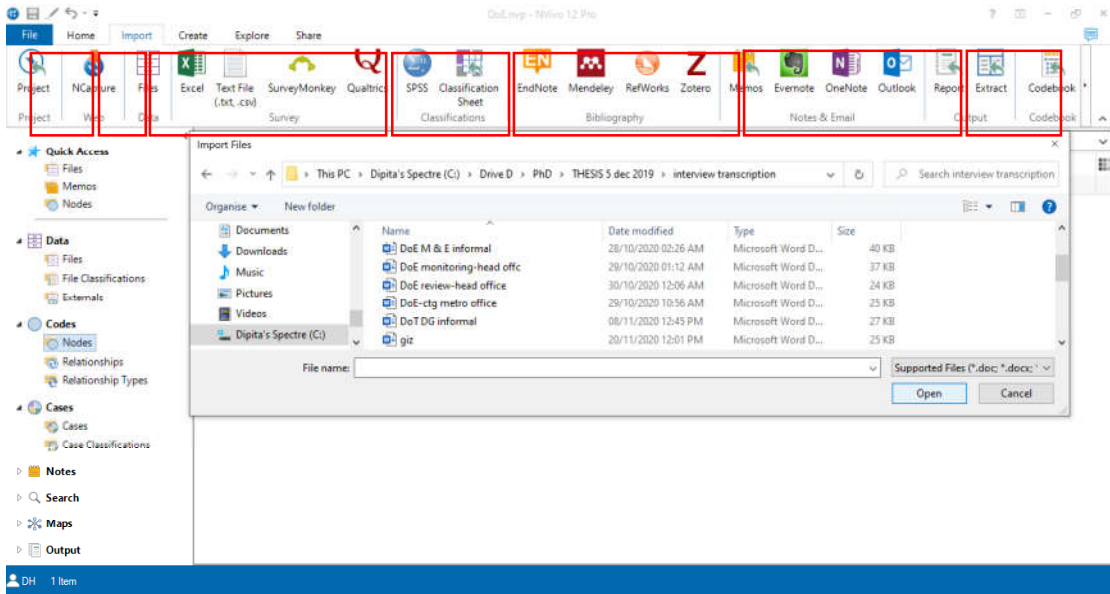 DoE.nvp - NVivo 12 Pro
File Home Import Create Explore Share
Project NCapture Files Excel Text File (.txt, .csv) SurveyMonkey Qualtrics SPSS Classification Sheet EndNote Mendeley RefWorks Zotero Memos Evernote OneNote Outlook Report Extract Codebook
Project Web Data Survey Classifications Bibliography Notes & Email Output Codebook
Import Files
This PC > Dipita's Spectre (C:) > Drive D > PhD > THESIS 5 dec 2019 > interview transcription
Search interview transcription
Organise New folder
Documents
Downloads
Music
Pictures
Videos
Dipita's Spectre (C:)
Name Date modified Type Size
DoE M & E informal 28/10/2020 02:26 AM Microsoft Word D... 40 KB
DoE monitoring-head offc 29/10/2020 01:12 AM Microsoft Word D... 37 KB
DoE review-head office 30/10/2020 12:06 AM Microsoft Word D... 24 KB
DoE-ctg metro office 29/10/2020 10:56 AM Microsoft Word D... 25 KB
DoT DG informal 08/11/2020 12:45 PM Microsoft Word D... 27 KB
giz 20/11/2020 12:01 PM Microsoft Word D... 25 KB
File name: Supported Files (*.doc; *.docx; *
Open Cancel
Quick Access
Files
Memos
Nodes
Data
Files
File Classifications
Externals
Codes
Nodes
Relationships
Relationship Types
Cases
Cases
Case Classifications
Notes
Search
Maps
Output
DH 1 Item